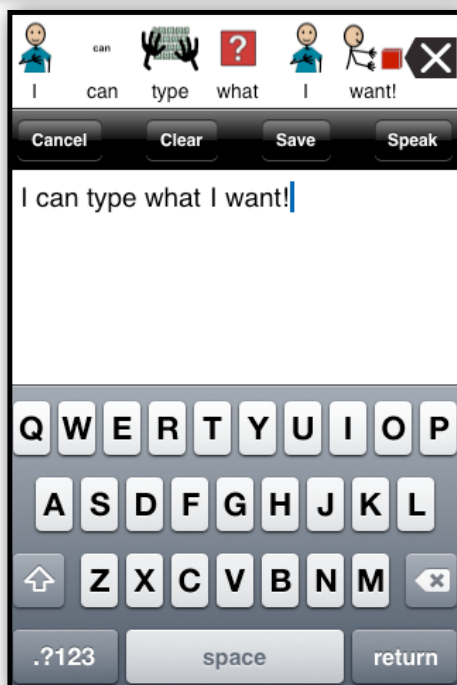 can
?
I can type what I want!
Cancel Clear Save Speak
I can type what I want!
Q W E R T Y U I O P
A S D F G H J K L
Z X C V B N M
.?123 space return